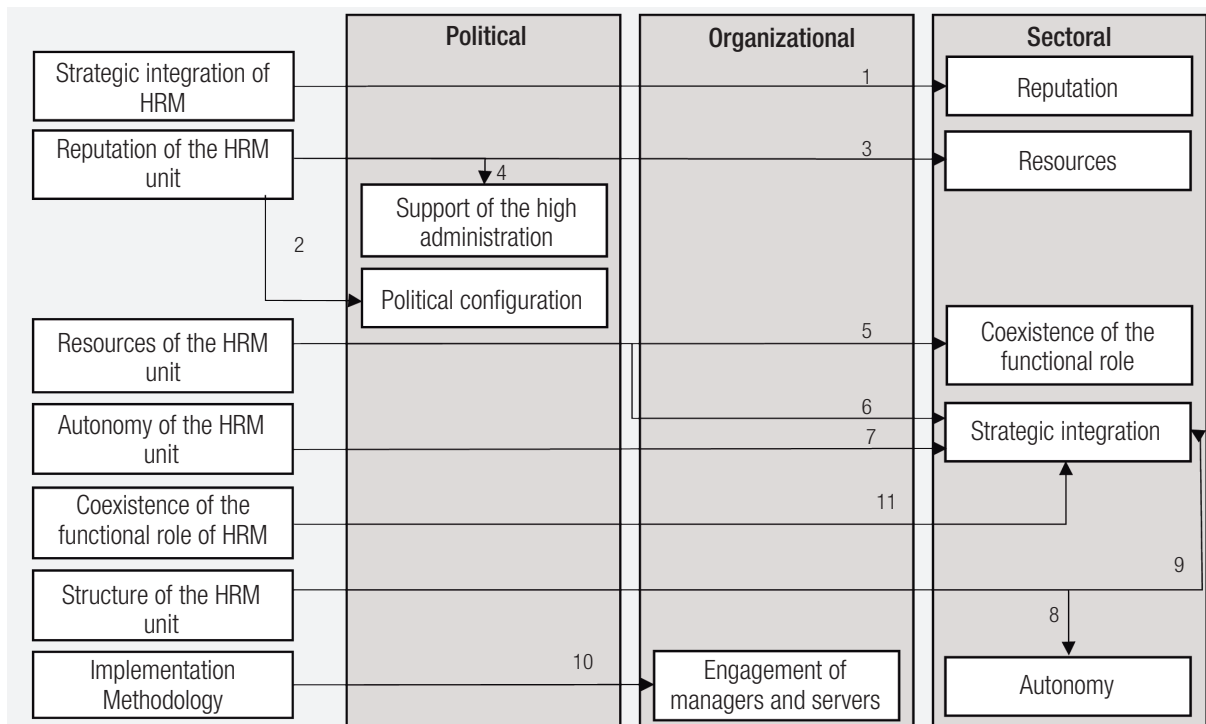 Political
Organizational
Sectoral
Strategic integration of
HRM
1
Reputation
Reputation of the HRM
unit
3
Resources
4
Support of the high
administration
2
Political configuration
Resources of the HRM
unit
5
Coexistence of the
functional role
Autonomy of the HRM
unit
6
7
Strategic integration
Coexistence of the
functional role of HRM
11
9
Structure of the HRM
unit
8
Implementation
Methodology
10
Engagement of
managers and servers
Autonomy